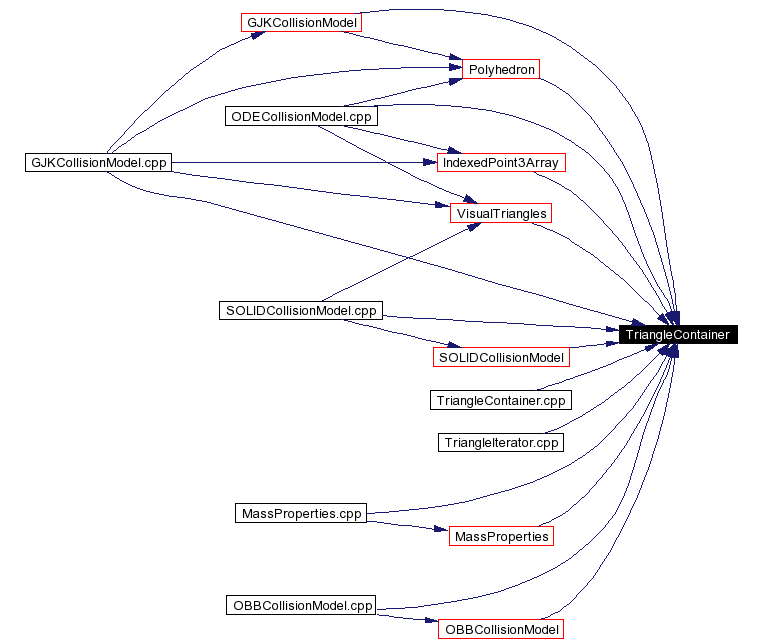 GJKCollisionModel
Polyhedron
ODECollisionModel.cpp
GJKCollisionModel.cpp
IndexedPoint3Array
VisualTriangles
SOLIDCollisionModel.cpp
TriangleContainer
SOLIDCollisionModel
TriangleContainer.cpp
TriangleIterator.cpp
MassProperties.cpp
MassProperties
OBBCollisionModel.cpp
OBBCollisionModel